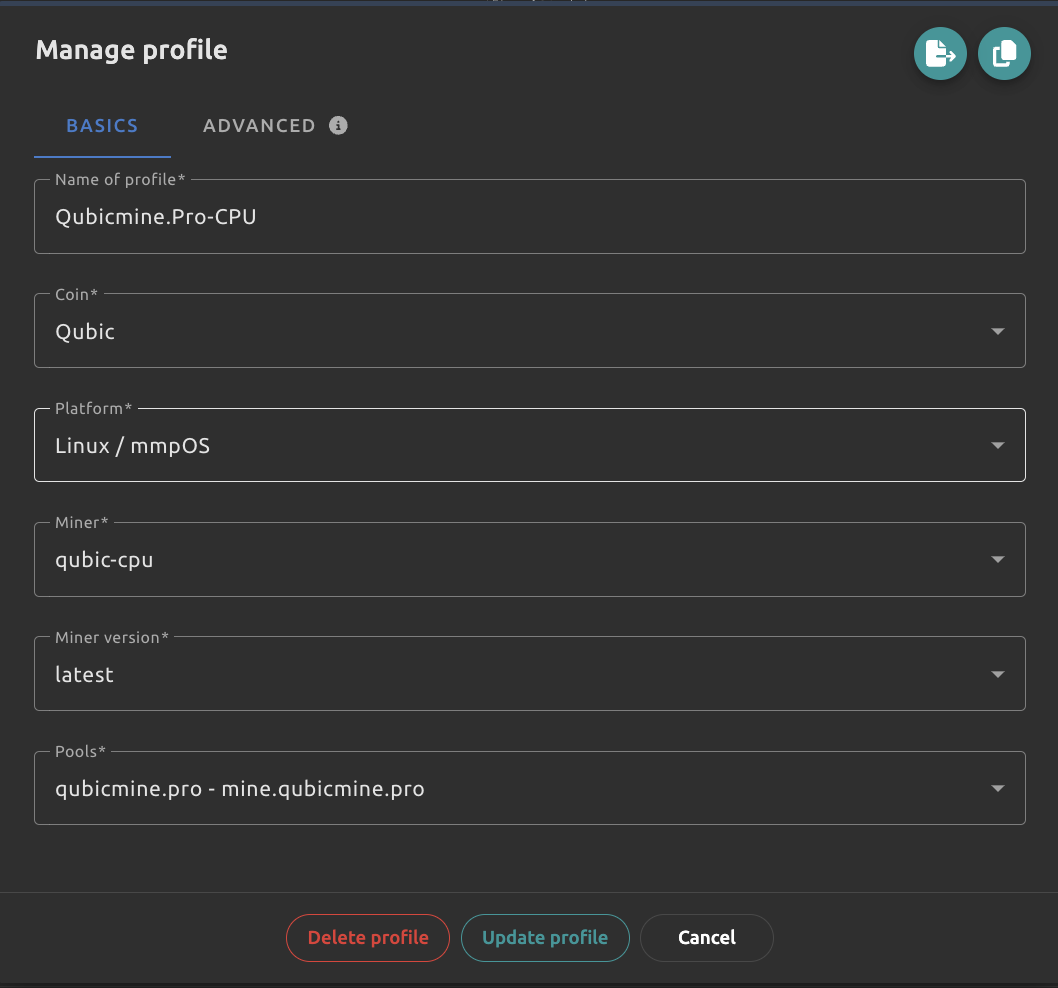 Manage profile
BASICS
ADVANCED
Name of profile*
Qubicmine.Pro-CPU
Coin*
Qubic
Platform*
Linux / mmpOS
Miner*
qubic-cpu
Miner version*
latest
Pools*
qubicmine.pro - mine.qubicmine.pro
Delete profile
Update profile
Cancel